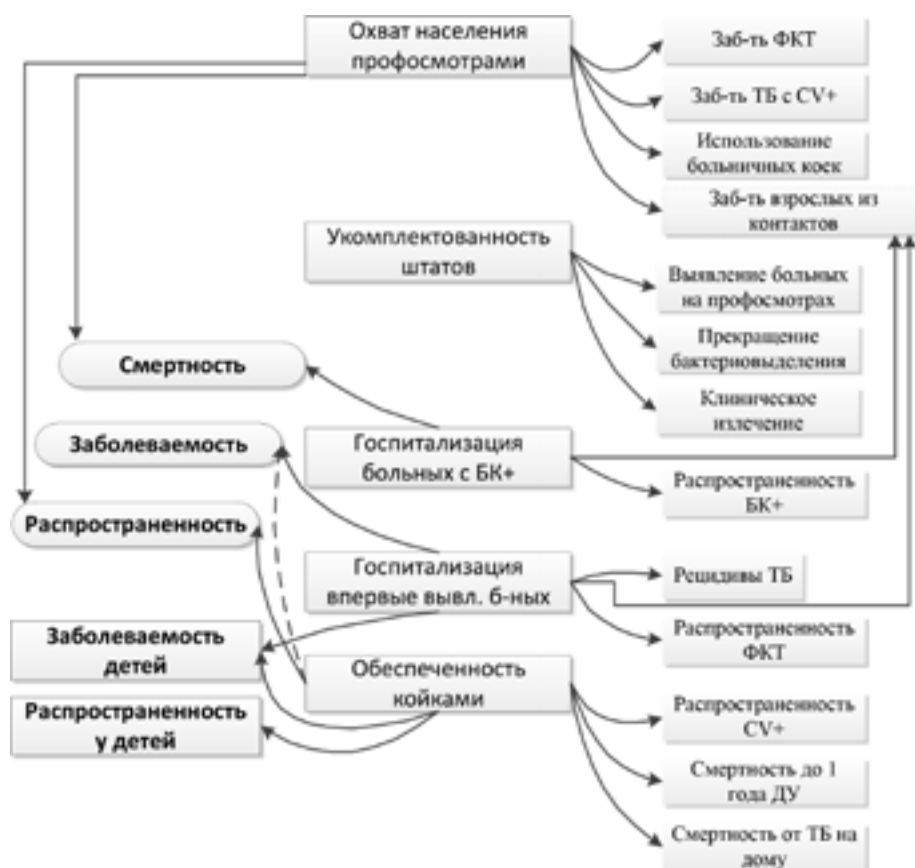 Охват населения
профосмотрами
Заб-ть ФКТ
Заб-ть ТБ с CV+
Использование
больничных коек
Заб-ть взрослых из
контактов
Укомплектованность
штатов
Выявление больных
на профосмотрах
Прекращение
бактериовыделения
Клиническое
излечение
Смертность
Заболеваемость
Распространенность
Госпитализация
больных с БК+
Распространенность
БК+
Госпитализация
впервые вывл. б-ных
Рецидивы ТБ
Распространенность
ФКТ
Заболеваемость
детей
Распространенность
у детей
Обеспеченность
койками
Распространенность
CV+
Смертность до 1
года ДУ
Смертность от ТБ на
дому